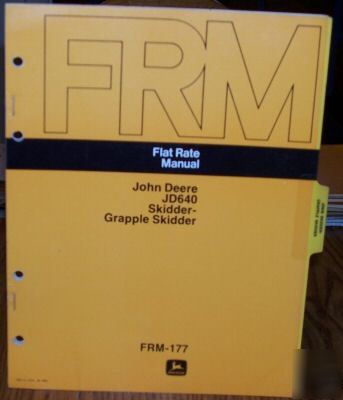 FRM
Flat Rate
Manual
John Deere
JD640
Skidder-
Grapple Skidder
FRM-177